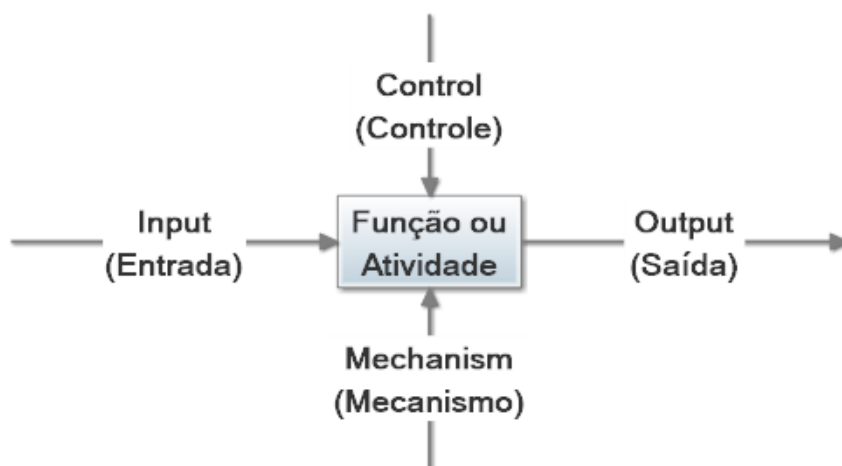 Control
(Controle)
Input
(Entrada)
Função ou
Atividade
Output
(Saída)
Mechanism
(Mecanismo)